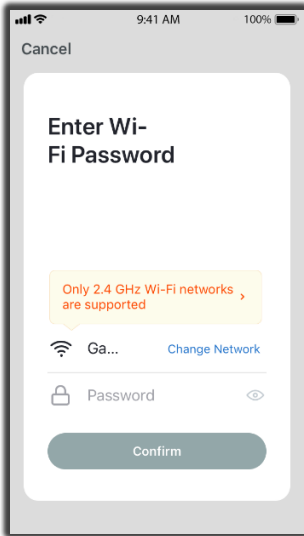 9:41 AM 100%
Cancel
Enter Wi-
Fi Password
Only 2.4 GHz Wi-Fi networks
are supported
Ga... Change Network
Password
Confirm